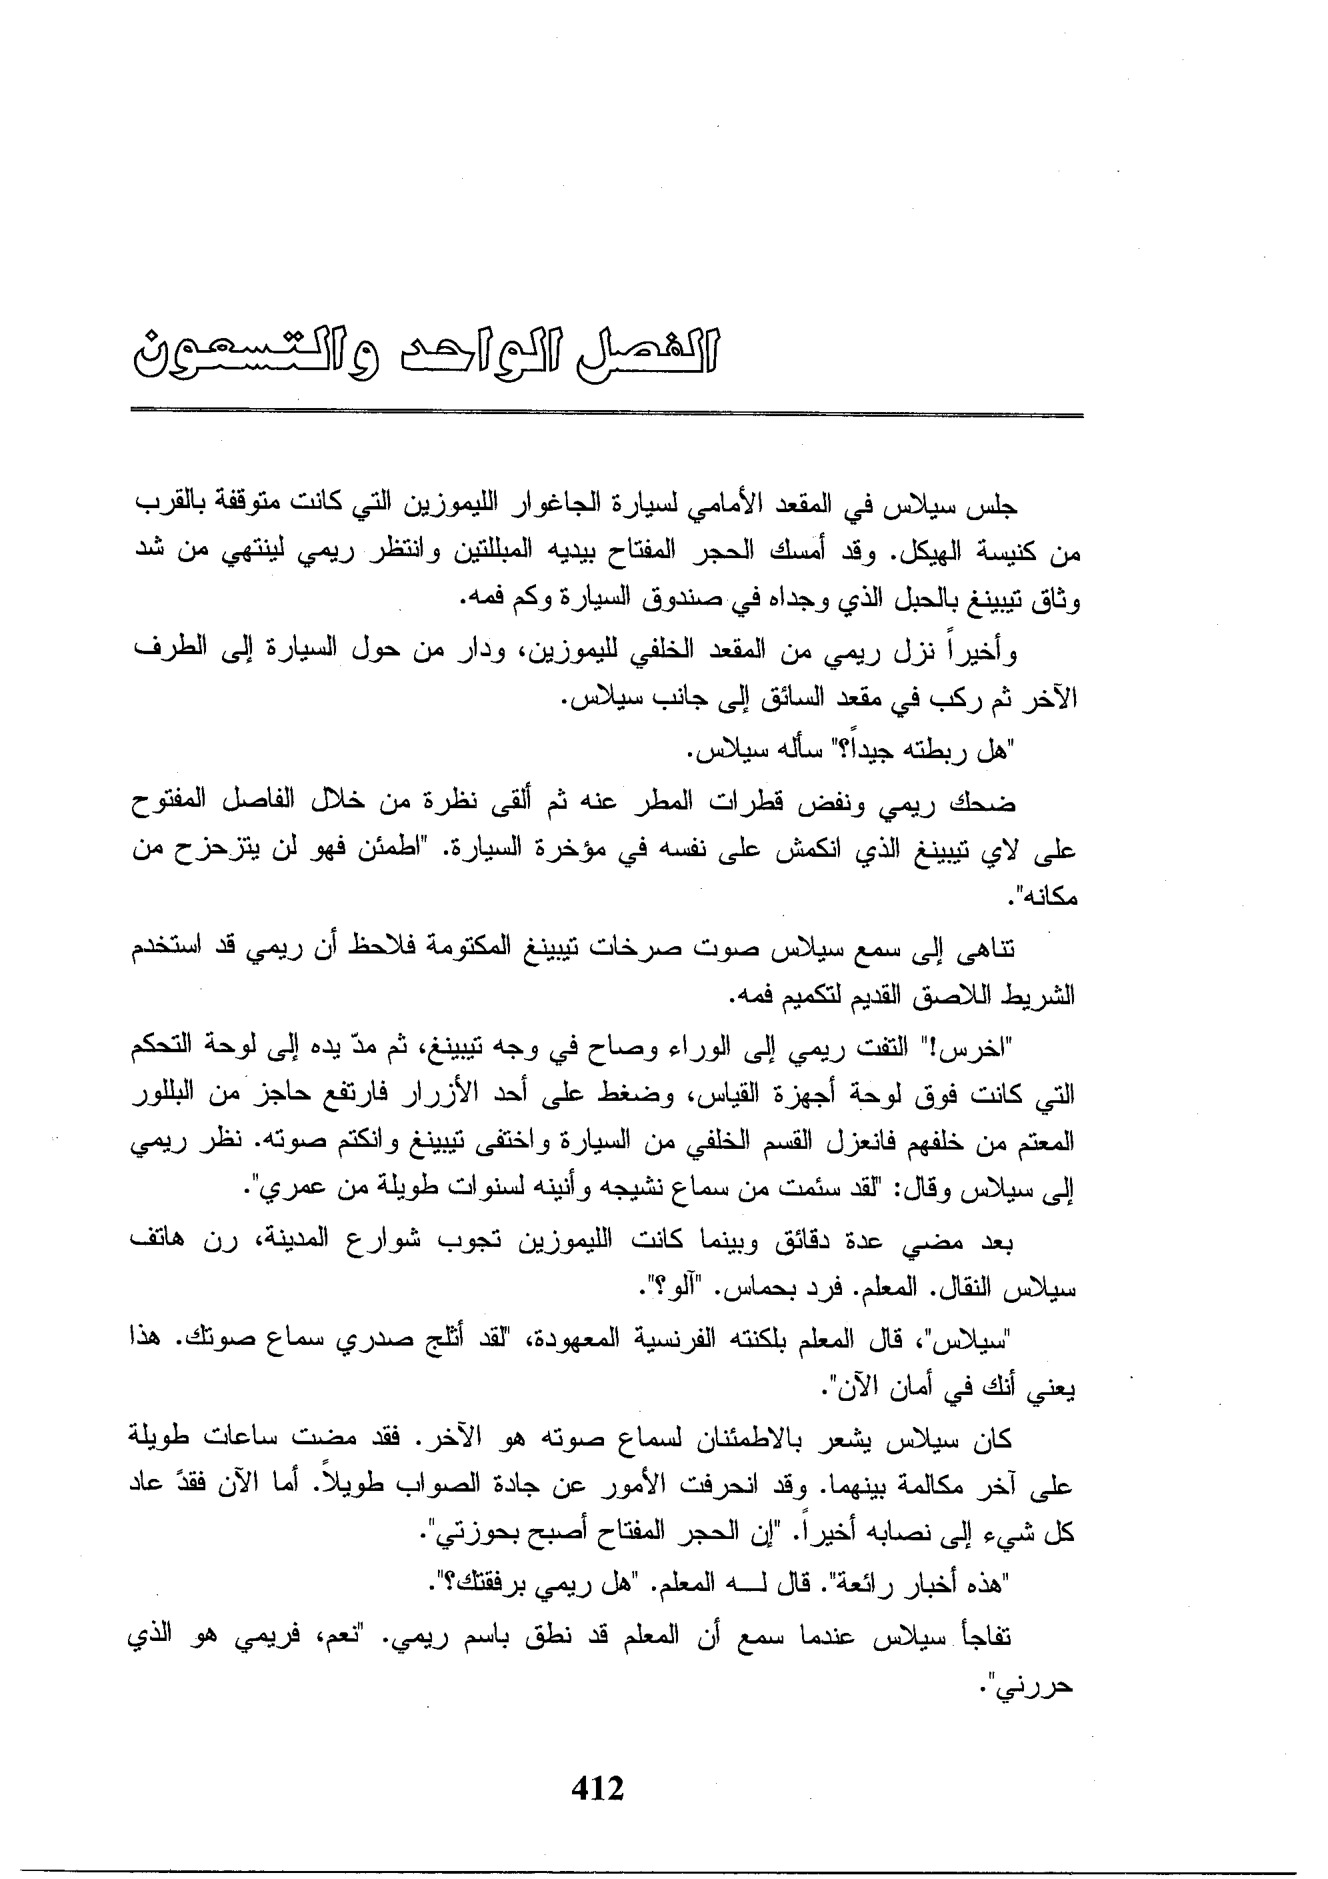 الفصل الواحد والتسعون
جلس سيلاس في المقعد الأمامي لسيارة الجاغوار الليموزين التي كانت متوقفة بالقرب
من كنيسة الهيكل. وقد أمسك الحجر المفتاح بيديه المبللتين وانتظر ريمي لينتهي من شد
وثاق تيبينغ بالحبل الذي وجداه في صندوق السيارة وكم فمه.
وأخيراً نزل ريمي من المقعد الخلفي لليموزين، ودار من حول السيارة إلى الطرف
الآخر ثم ركب في مقعد السائق إلى جانب سيلاس.
"هل ربطته جيداً؟" سأله سيلاس.
ضحك ريمي ونفض قطرات المطر عنه ثم ألقى نظرة من خلال الفاصل المفتوح
على لاي تيبينغ الذي انكمش على نفسه في مؤخرة السيارة. "اطمئن فهو لن يتزحزح من
مكانه".
تناهى إلى سمع سيلاس صوت صرخات تيبينغ المكتومة فلاحظ أن ريمي قد استخدم
الشريط اللاصق القديم لتكميم فمه.
"اخرس!" التفت ريمي إلى الوراء وصاح في وجه تيبينغ، ثم مدّ يده إلى لوحة التحكم
التي كانت فوق لوحة أجهزة القياس، وضغط على أحد الأزرار فارتفع حاجز من البللور
المعتم من خلفهم فانعزل القسم الخلفي من السيارة واختفى تيبينغ وانكتم صوته. نظر ريمي
إلى سيلاس وقال: "لقد سئمت من سماع نشيجه وأنينه لسنوات طويلة من عمري".
بعد مضي عدة دقائق وبينما كانت الليموزين تجوب شوارع المدينة، رن هاتف
سيلاس النقال. المعلم. فرد بحماس. "آلو؟".
"سيلاس"، قال المعلم بلكنته الفرنسية المعهودة، "لقد أثلج صدري سماع صوتك. هذا
يعني أنك في أمان الآن".
كان سيلاس يشعر بالاطمئنان لسماع صوته هو الآخر. فقد مضت ساعات طويلة
على آخر مكالمة بينهما. وقد انحرفت الأمور عن جادة الصواب طويلاً. أما الآن فقد عاد
كل شيء إلى نصابه أخيراً. "إن الحجر المفتاح أصبح بحوزتي".
"هذه أخبار رائعة". قال لـــه المعلم. "هل ريمي برفقتك؟".
تفاجأ سيلاس عندما سمع أن المعلم قد نطق باسم ريمي. "نعم، فريمي هو الذي
حررني".
412